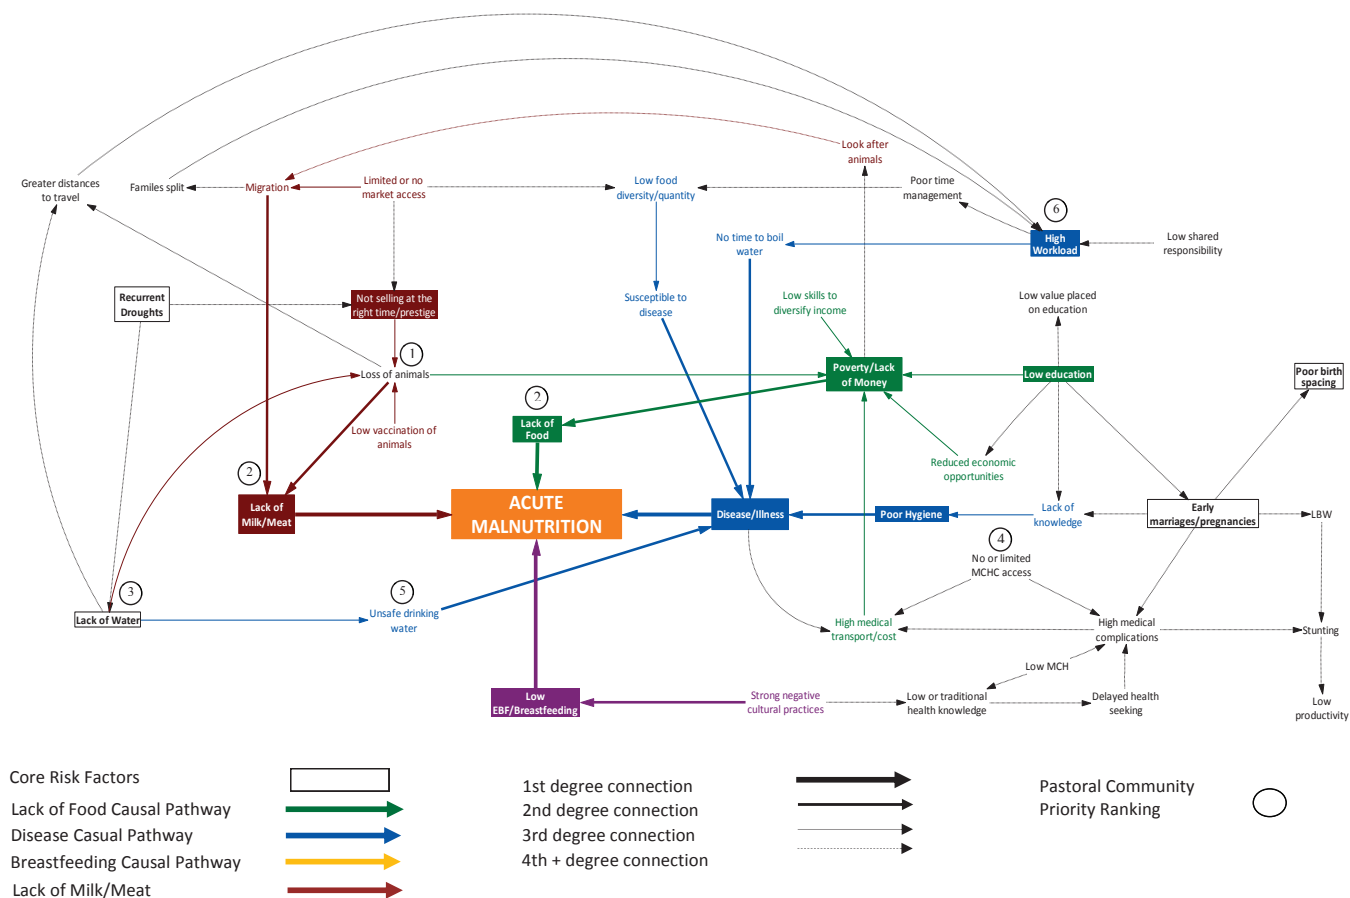 Look after
animals
Greater distances
to travel
Familes split
Migration
Limited or no
market access
Low food
diversity/quantity
Poor time
management
6
High
Workload
Low shared
responsibility
No time to boil
water
Recurrent
Droughts
Not selling at the
right time/prestige
Susceptible to
disease
Low skills to
diversify income
Low value placed
on education
1
Loss of animals
Poverty/Lack
of Money
Low education
Poor birth
spacing
2
Lack of
Food
Low vaccination of
animals
Reduced economic
opportunities
2
Lack of
Milk/Meat
ACUTE
MALNUTRITION
Disease/Illness
Poor Hygiene
Lack of
knowledge
Early
marriages/pregnancies
LBW
4
No or limited
MCHC access
3
Lack of Water
5
Unsafe drinking
water
High medical
transport/cost
High medical
complications
Stunting
Low MCH
Low
EBF/Breastfeeding
Strong negative
cultural practices
Low or traditional
health knowledge
Delayed health
seeking
Low
productivity
Core Risk Factors
Lack of Food Causal Pathway
Disease Casual Pathway
Breastfeeding Causal Pathway
Lack of Milk/Meat
1st degree connection
2nd degree connection
3rd degree connection
4th + degree connection
Pastoral Community
Priority Ranking